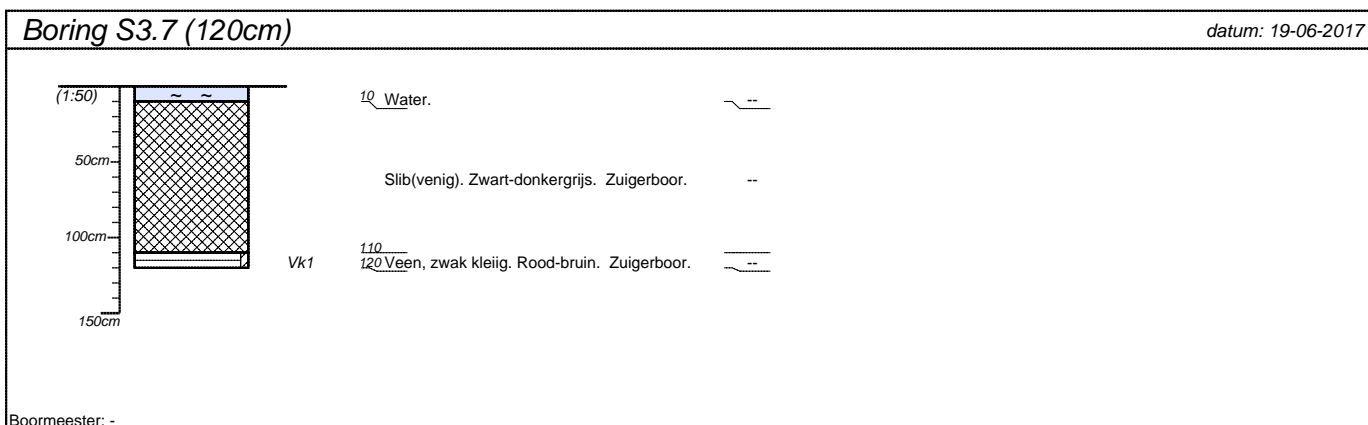 Boring S3.7 (120cm) datum: 19-06-2017
(1:50) ~ ~ 10 Water. --
50cm
Slib(venig). Zwart-donkergrijs. Zuigerboor. --
100cm
110
Vk1 120 Veen, zwak kleiig. Rood-bruin. Zuigerboor. --
150cm
Boormeester: -